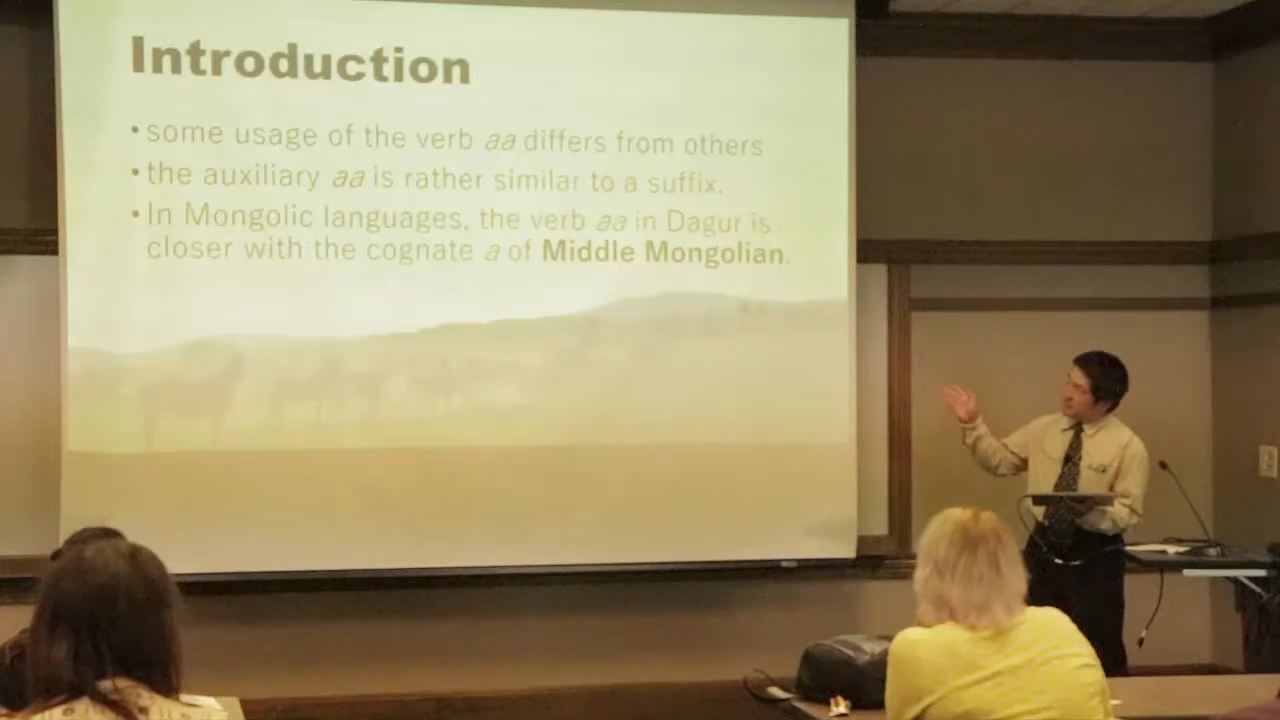 Introduction
• some usage of the verb aa differs from others
• the auxiliary aa is rather similar to a suffix.
• In Mongolic languages, the verb aa in Dagur is
closer with the cognate a of Middle Mongolian.